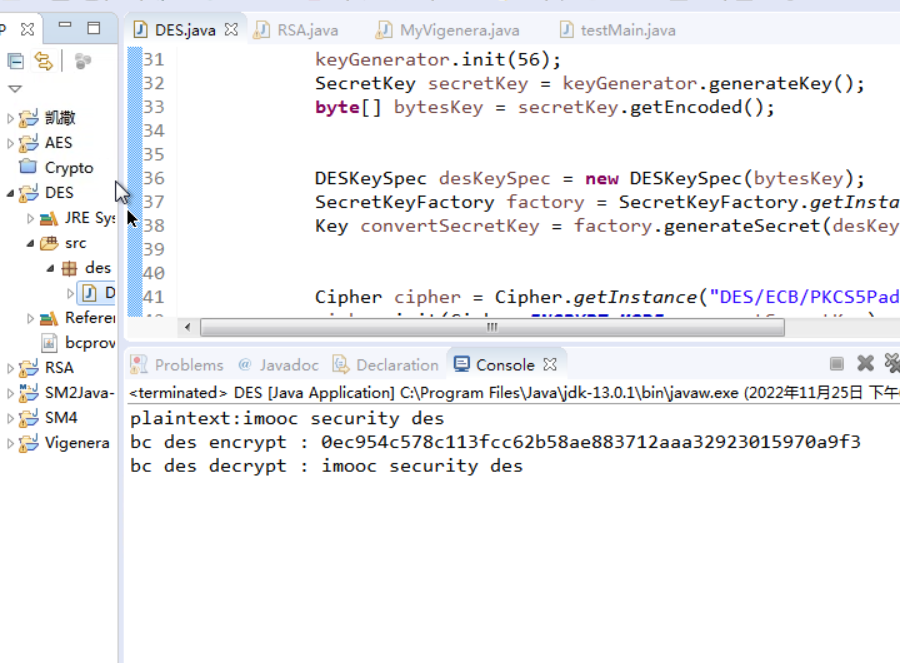 P
DES.java
RSA.java
MyVigenera.java
testMain.java
凯撒
AES
Crypto
DES
JRE Sys
src
des
D
Referer
bcprov
RSA
SM2Java-
SM4
Vigenera
31 keyGenerator.init(56);
32 SecretKey secretKey = keyGenerator.generateKey();
33 byte[] bytesKey = secretKey.getEncoded();
34
35
36 DESKeySpec desKeySpec = new DESKeySpec(bytesKey);
37 SecretKeyFactory factory = SecretKeyFactory.getInsta
38 Key convertSecretKey = factory.generateSecret(desKey
39
40
41 Cipher cipher = Cipher.getInstance("DES/ECB/PKCS5Pad
Problems
Javadoc
Declaration
Console
<terminated> DES [Java Application] C:\Program Files\Java\jdk-13.0.1\bin\javaw.exe (2022年11月25日 下午
plaintext:imooc security des
bc des encrypt : 0ec954c578c113fcc62b58ae883712aaa32923015970a9f3
bc des decrypt : imooc security des